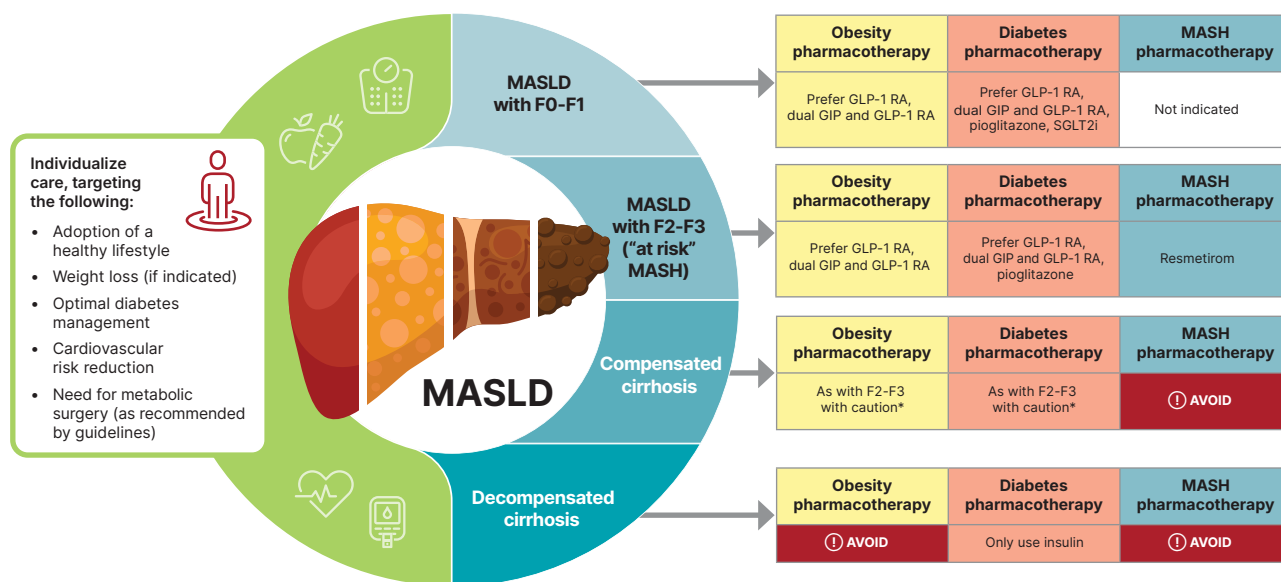 Individualize
care, targeting
the following:
• Adoption of a
healthy lifestyle
• Weight loss (if indicated)
• Optimal diabetes
management
• Cardiovascular
risk reduction
• Need for metabolic
surgery (as recommended
by guidelines)
MASLD
MASLD
with F0-F1
MASLD
with F2-F3
(“at risk”
MASH)
Compensated
cirrhosis
Decompensated
cirrhosis
Obesity
pharmacotherapy
Diabetes
pharmacotherapy
MASH
pharmacotherapy
Prefer GLP-1 RA,
dual GIP and GLP-1 RA
Prefer GLP-1 RA,
dual GIP and GLP-1 RA,
pioglitazone, SGLT2i
Not indicated
Obesity
pharmacotherapy
Diabetes
pharmacotherapy
MASH
pharmacotherapy
Prefer GLP-1 RA,
dual GIP and GLP-1 RA
Prefer GLP-1 RA,
dual GIP and GLP-1 RA,
pioglitazone
Resmetirom
Obesity
pharmacotherapy
Diabetes
pharmacotherapy
MASH
pharmacotherapy
As with F2-F3
with caution*
As with F2-F3
with caution*
! AVOID
Obesity
pharmacotherapy
Diabetes
pharmacotherapy
MASH
pharmacotherapy
! AVOID
Only use insulin
! AVOID